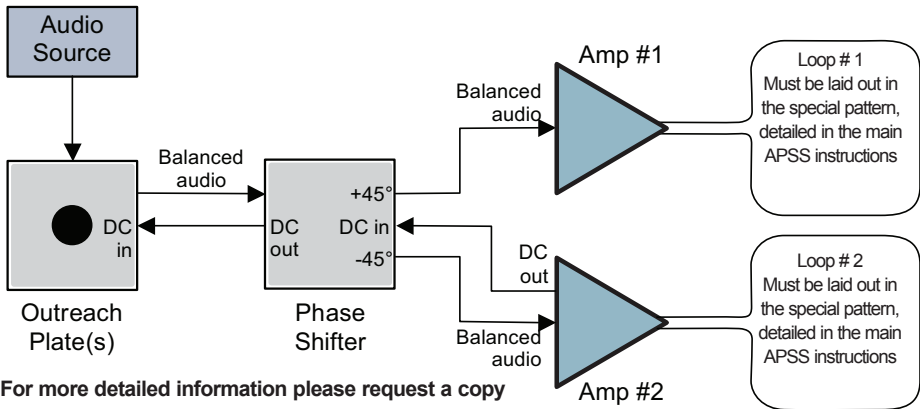 Audio
Source
Balanced
audio
DC
in
Outreach
Plate(s)
+45°
DC
out
DC in
-45°
Phase
Shifter
Balanced
audio
DC
out
Balanced
audio
Amp #1
Amp #2
Loop # 1
Must be laid out in
the special pattern,
detailed in the main
APSS instructions
Loop # 2
Must be laid out in
the special pattern,
detailed in the main
APSS instructions
For more detailed information please request a copy